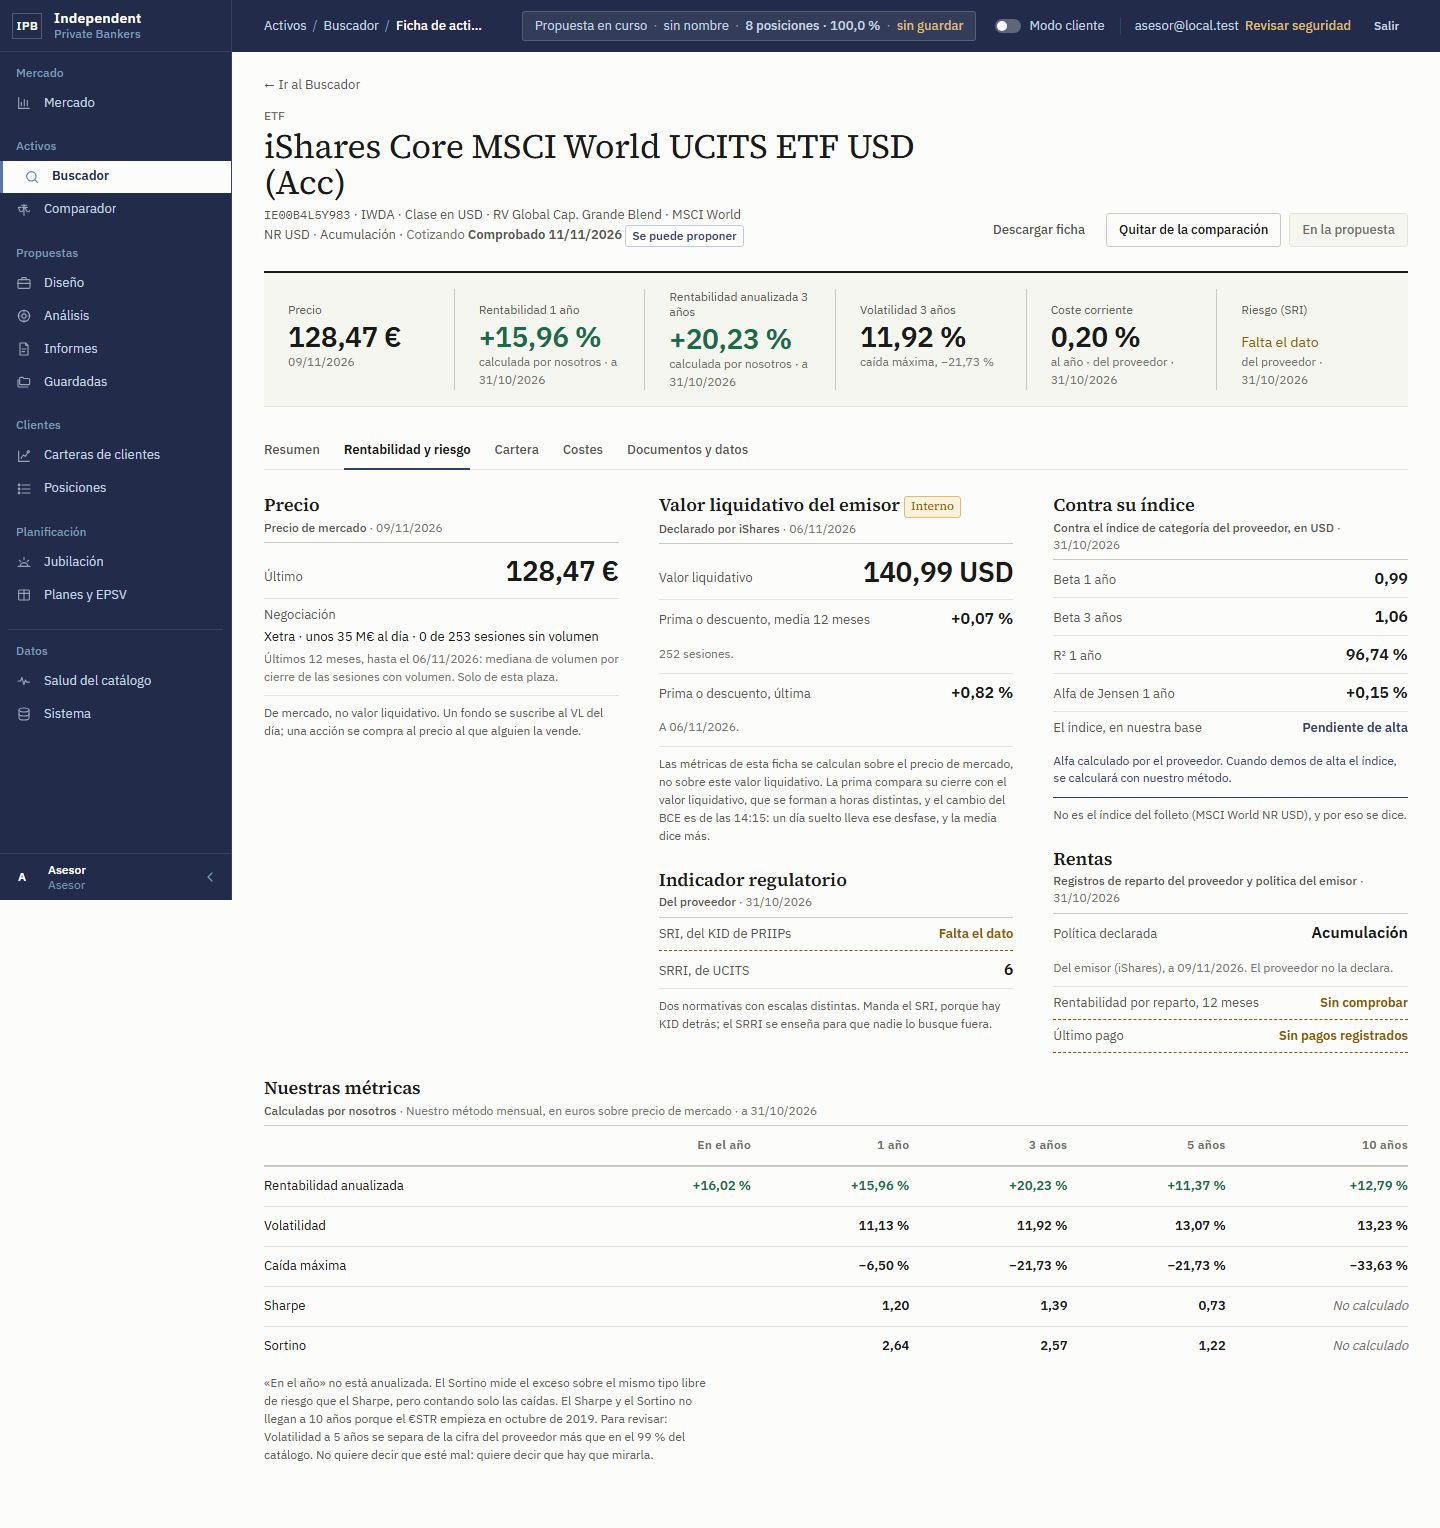 IPB
Independent
Private Bankers
Activos / Buscador / Ficha de acti...
Propuesta en curso · sin nombre · 8 posiciones · 100,0 % · sin guardar
Modo cliente
asesor@local.test Revisar seguridad
Salir
Mercado
Mercado
Activos
Buscador
Comparador
Propuestas
Diseño
Análisis
Informes
Guardadas
Clientes
Carteras de clientes
Posiciones
Planificación
Jubilación
Planes y EPSV
Datos
Salud del catálogo
Sistema
A
Asesor
Asesor
← Ir al Buscador
ETF
iShares Core MSCI World UCITS ETF USD
(Acc)
IE00B4L5Y983 · IWDA · Clase en USD · RV Global Cap. Grande Blend · MSCI World
NR USD · Acumulación · Cotizando Comprobado 11/11/2026 Se puede proponer
Descargar ficha
Quitar de la comparación
En la propuesta
Precio
128,47 €
09/11/2026
Rentabilidad 1 año
+15,96 %
calculada por nosotros · a
31/10/2026
Rentabilidad anualizada 3
años
+20,23 %
calculada por nosotros · a
31/10/2026
Volatilidad 3 años
11,92 %
caída máxima, −21,73 %
Coste corriente
0,20 %
al año · del proveedor ·
31/10/2026
Riesgo (SRI)
Falta el dato
del proveedor ·
31/10/2026
Resumen
Rentabilidad y riesgo
Cartera
Costes
Documentos y datos
Precio
Precio de mercado · 09/11/2026
Último 128,47 €
Negociación
Xetra · unos 35 M€ al día · 0 de 253 sesiones sin volumen
Últimos 12 meses, hasta el 06/11/2026: mediana de volumen por
cierre de las sesiones con volumen. Solo de esta plaza.
De mercado, no valor liquidativo. Un fondo se suscribe al VL del
día; una acción se compra al precio al que alguien la vende.
Valor liquidativo del emisor Interno
Declarado por iShares · 06/11/2026
Valor liquidativo 140,99 USD
Prima o descuento, media 12 meses +0,07 %
252 sesiones.
Prima o descuento, última +0,82 %
A 06/11/2026.
Las métricas de esta ficha se calculan sobre el precio de mercado,
no sobre este valor liquidativo. La prima compara su cierre con el
valor liquidativo, que se forman a horas distintas, y el cambio del
BCE es de las 14:15: un día suelto lleva ese desfase, y la media
dice más.
Indicador regulatorio
Del proveedor · 31/10/2026
SRI, del KID de PRIIPs Falta el dato
SRRI, de UCITS 6
Dos normativas con escalas distintas. Manda el SRI, porque hay
KID detrás; el SRRI se enseña para que nadie lo busque fuera.
Contra su índice
Contra el índice de categoría del proveedor, en USD ·
31/10/2026
Beta 1 año 0,99
Beta 3 años 1,06
R² 1 año 96,74 %
Alfa de Jensen 1 año +0,15 %
El índice, en nuestra base Pendiente de alta
Alfa calculado por el proveedor. Cuando demos de alta el índice,
se calculará con nuestro método.
No es el índice del folleto (MSCI World NR USD), y por eso se dice.
Rentas
Registros de reparto del proveedor y política del emisor ·
31/10/2026
Política declarada Acumulación
Del emisor (iShares), a 09/11/2026. El proveedor no la declara.
Rentabilidad por reparto, 12 meses Sin comprobar
Último pago Sin pagos registrados
Nuestras métricas
Calculadas por nosotros · Nuestro método mensual, en euros sobre precio de mercado · a 31/10/2026
En el año 1 año 3 años 5 años 10 años
Rentabilidad anualizada +16,02 % +15,96 % +20,23 % +11,37 % +12,79 %
Volatilidad 11,13 % 11,92 % 13,07 % 13,23 %
Caída máxima −6,50 % −21,73 % −21,73 % −33,63 %
Sharpe 1,20 1,39 0,73 No calculado
Sortino 2,64 2,57 1,22 No calculado
«En el año» no está anualizada. El Sortino mide el exceso sobre el mismo tipo libre
de riesgo que el Sharpe, pero contando solo las caídas. El Sharpe y el Sortino no
llegan a 10 años porque el €STR empieza en octubre de 2019. Para revisar:
Volatilidad a 5 años se separa de la cifra del proveedor más que en el 99 % del
catálogo. No quiere decir que esté mal: quiere decir que hay que mirarla.